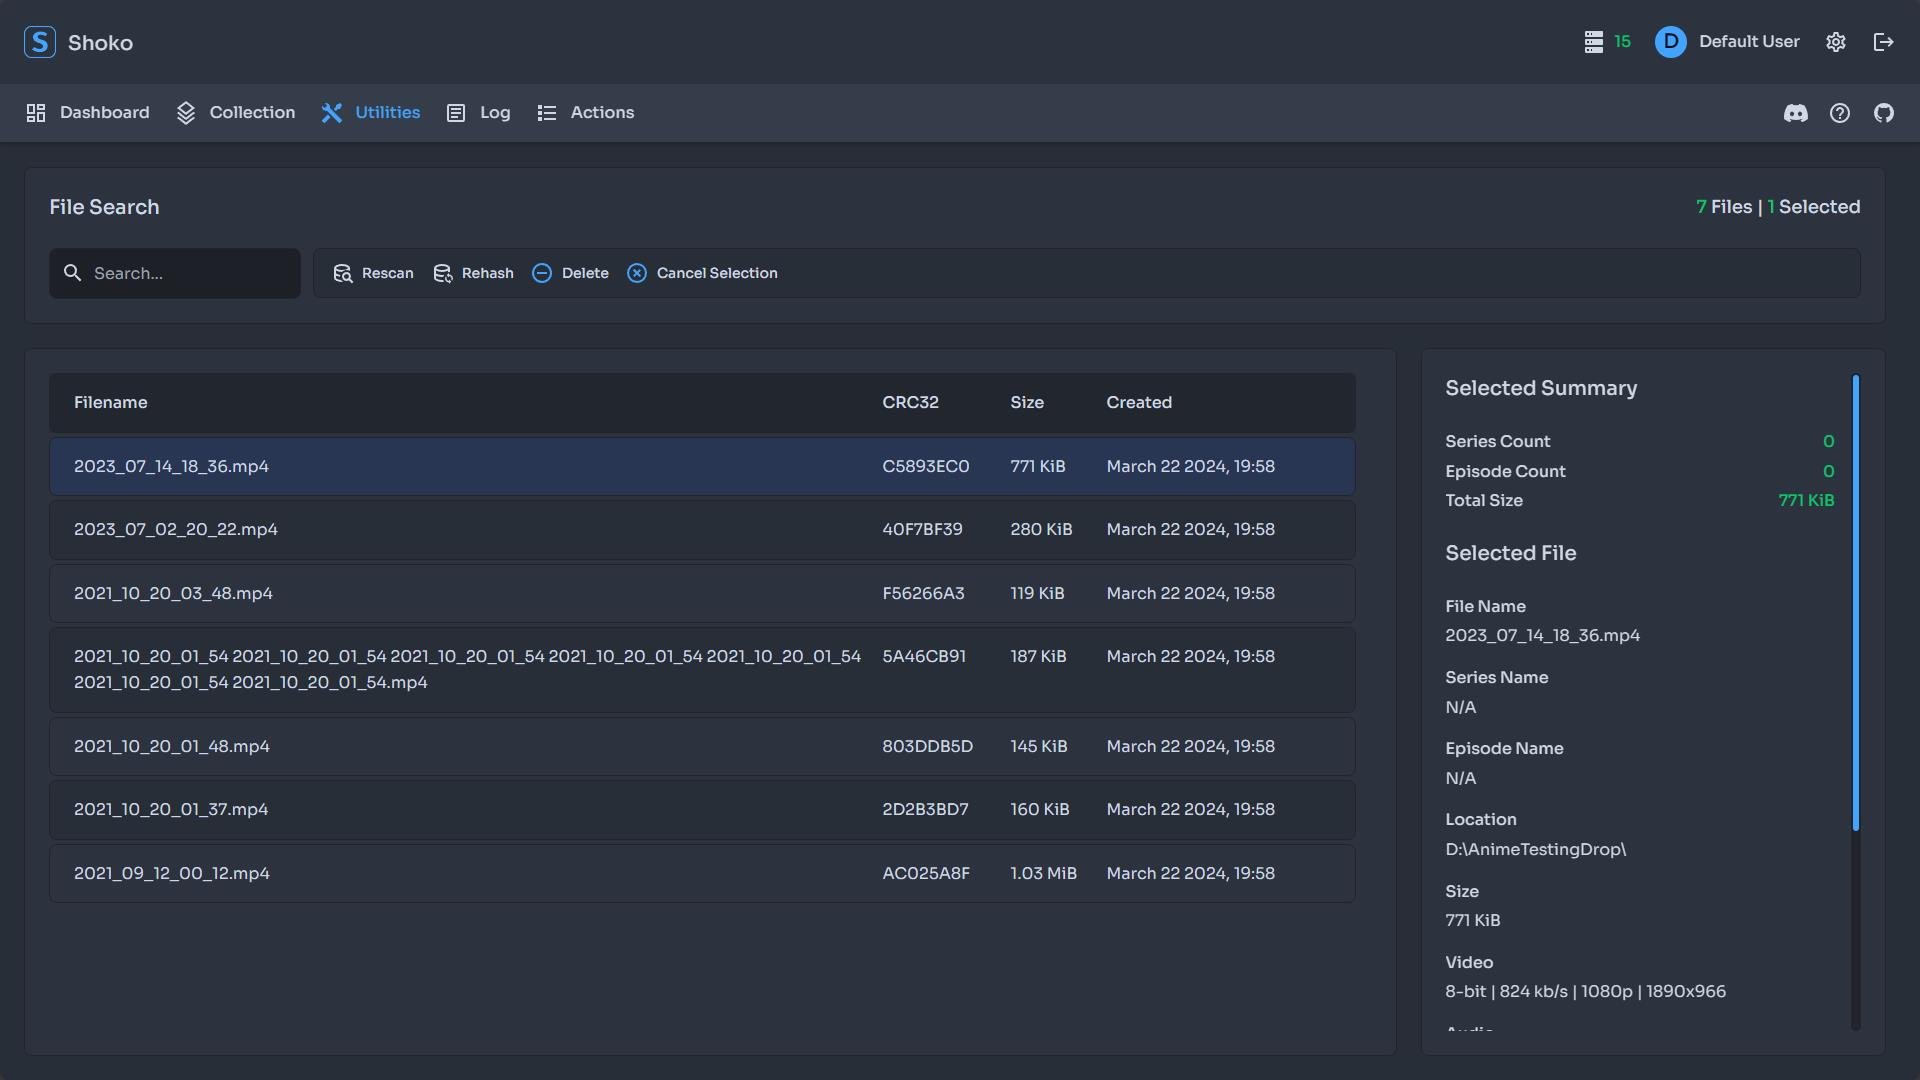 S Shoko
15
D Default User
Dashboard Collection Utilities Log Actions
File Search
7 Files | 1 Selected
Search...
Rescan Rehash Delete Cancel Selection
Filename CRC32 Size Created
2023_07_14_18_36.mp4 C5893EC0 771 KiB March 22 2024, 19:58
2023_07_02_20_22.mp4 40F7BF39 280 KiB March 22 2024, 19:58
2021_10_20_03_48.mp4 F56266A3 119 KiB March 22 2024, 19:58
2021_10_20_01_54 2021_10_20_01_54 2021_10_20_01_54 2021_10_20_01_54 2021_10_20_01_54 5A46CB91 187 KiB March 22 2024, 19:58
2021_10_20_01_54 2021_10_20_01_54.mp4
2021_10_20_01_48.mp4 803DDB5D 145 KiB March 22 2024, 19:58
2021_10_20_01_37.mp4 2D2B3BD7 160 KiB March 22 2024, 19:58
2021_09_12_00_12.mp4 AC025A8F 1.03 MiB March 22 2024, 19:58
Selected Summary
Series Count 0
Episode Count 0
Total Size 771 KiB
Selected File
File Name
2023_07_14_18_36.mp4
Series Name
N/A
Episode Name
N/A
Location
D:\AnimeTestingDrop\
Size
771 KiB
Video
8-bit | 824 kb/s | 1080p | 1890x966